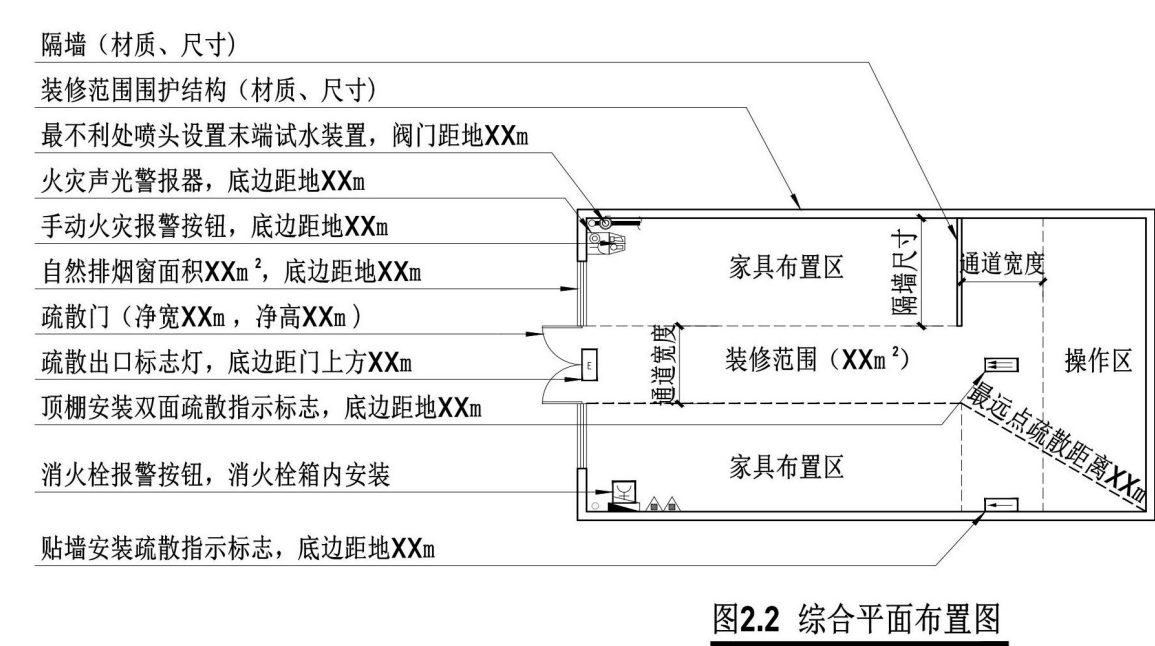 隔墙（材质、尺寸）
装修范围围护结构（材质、尺寸）
最不利处喷头设置末端试水装置，阀门距地XXm
火灾声光警报器，底边距地XXm
手动火灾报警按钮，底边距地XXm
自然排烟窗面积XXm²，底边距地XXm
疏散门（净宽XXm，净高XXm）
疏散出口标志灯，底边距门上方XXm
顶棚安装双面疏散指示标志，底边距地XXm
消火栓报警按钮，消火栓箱内安装
贴墙安装疏散指示标志，底边距地XXm
家具布置区
隔墙尺寸
通道宽度
通道宽度
装修范围（XXm²）
操作区
E
最远点疏散距离XXm
家具布置区
图2.2 综合平面布置图